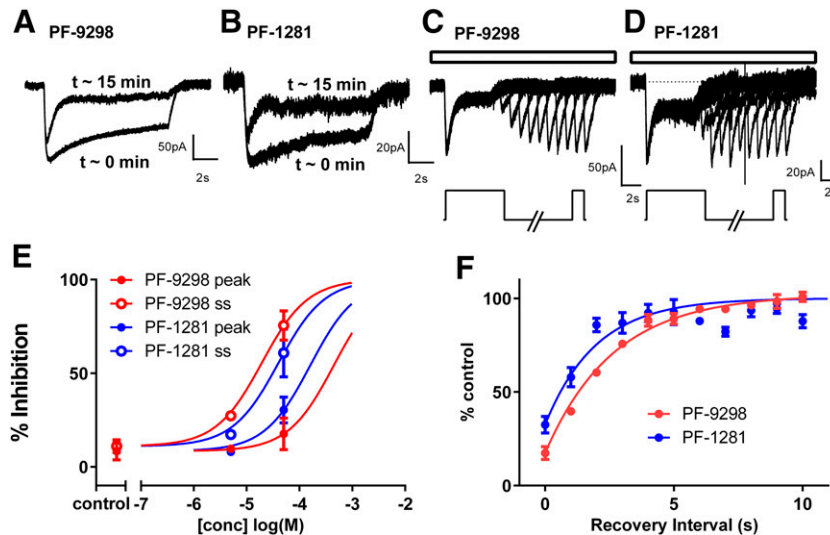 A PF-9298
t ~ 15 min
t ~ 0 min
50pA
2s
B PF-1281
t ~ 15 min
t ~ 0 min
20pA
2s
C PF-9298
50pA
2s
D PF-1281
20pA
2
E
% Inhibition
100
50
0
PF-9298 peak
PF-9298 ss
PF-1281 peak
PF-1281 ss
control -7 -6 -5 -4 -3 -2
[conc] log(M)
F
% control
100
50
0
PF-9298
PF-1281
0 5 10
Recovery Interval (s)